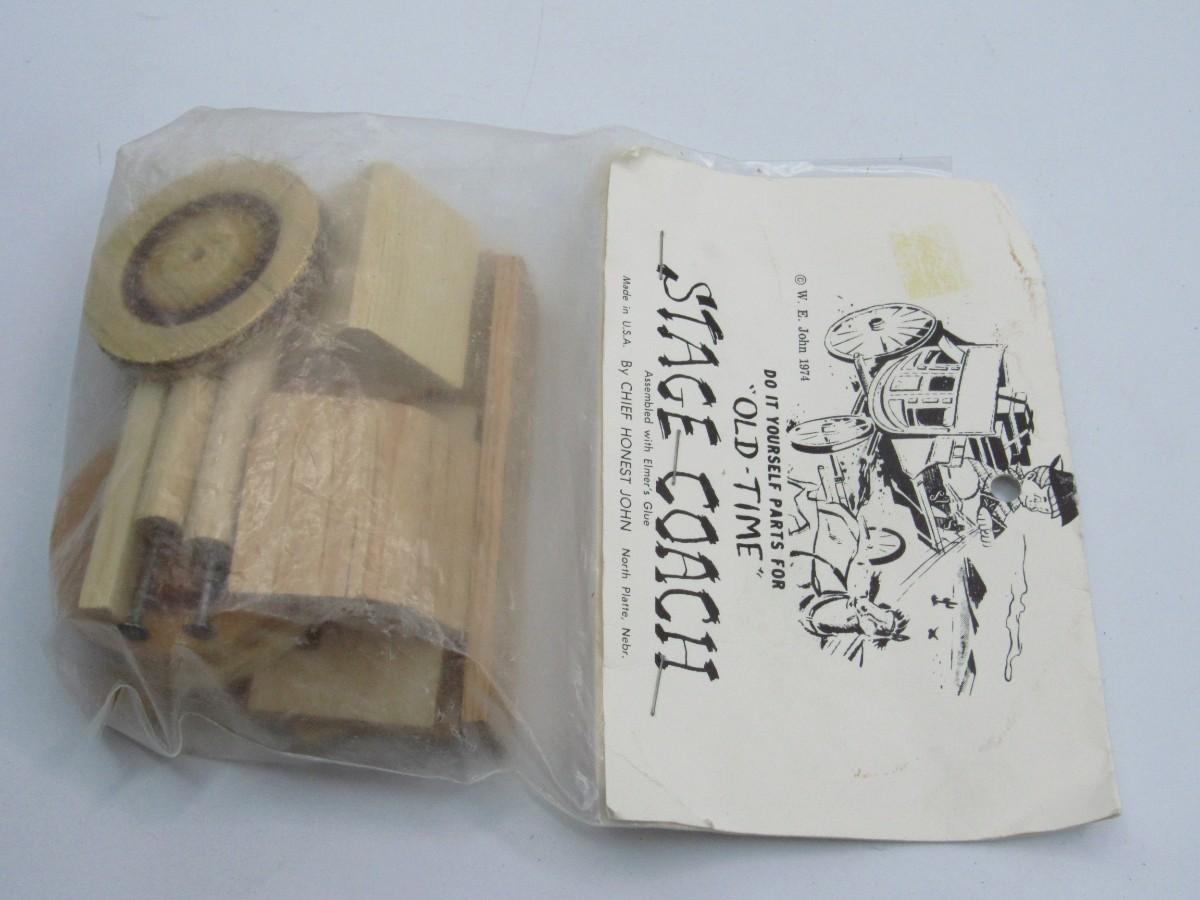 © W. E. John 1974
DO IT YOURSELF PARTS FOR
"OLD-TIME"
STAGE COACH
Assembled with Elmer's Glue
Made in U.S.A. By CHIEF HONEST JOHN North Platte, Nebr.